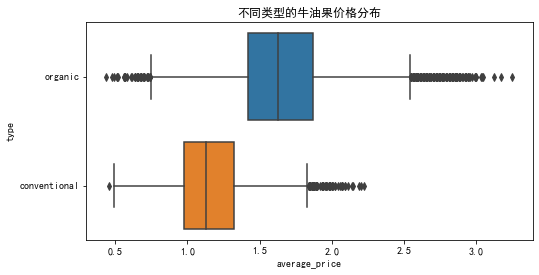 不同类型的牛油果价格分布
organic
conventional
type
0.5 1.0 1.5 2.0 2.5 3.0
average_price